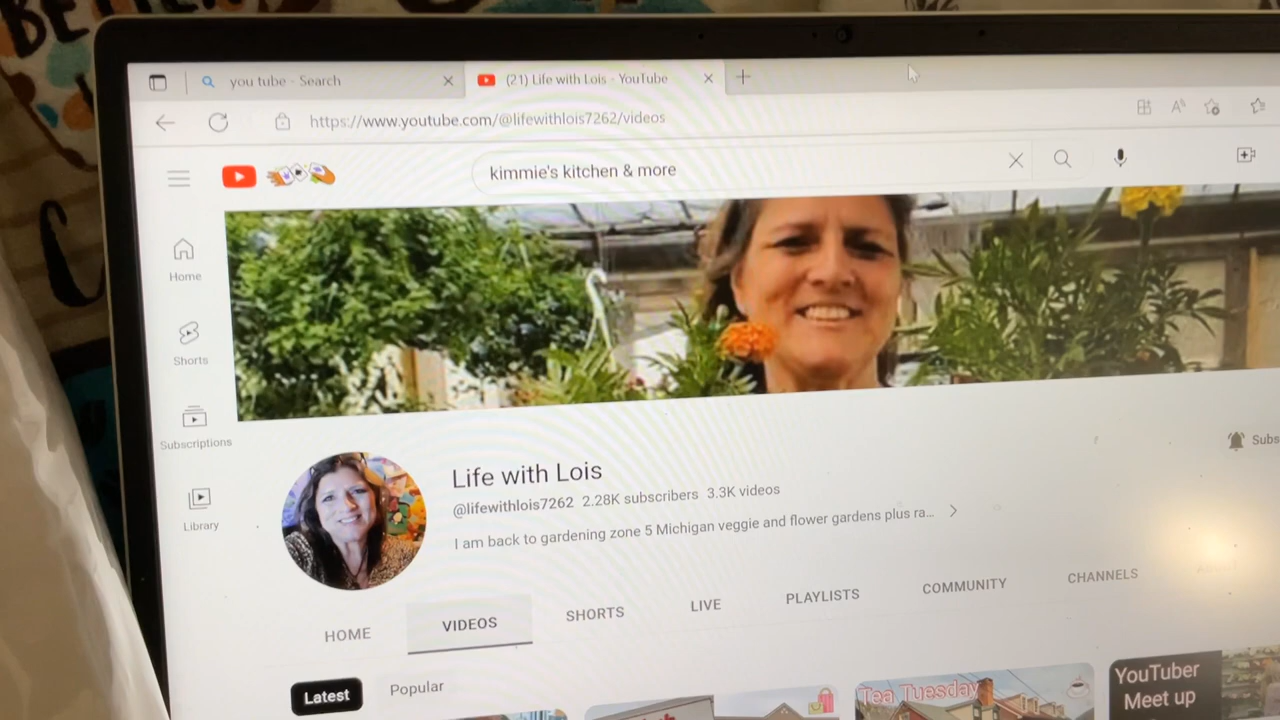 BE
you tube - Search
(21) Life with Lois - YouTube
https://www.youtube.com/@lifewithlois7262/videos
kimmie's kitchen & more
Home
Shorts
Subscriptions
Library
Life with Lois
@lifewithlois7262 2.28K subscribers 3.3K videos
I am back to gardening zone 5 Michigan veggie and flower gardens plus ra...
Subs
HOME
VIDEOS
SHORTS
LIVE
PLAYLISTS
COMMUNITY
CHANNELS
Latest
Popular
Tea Tuesday
YouTuber
Meet up